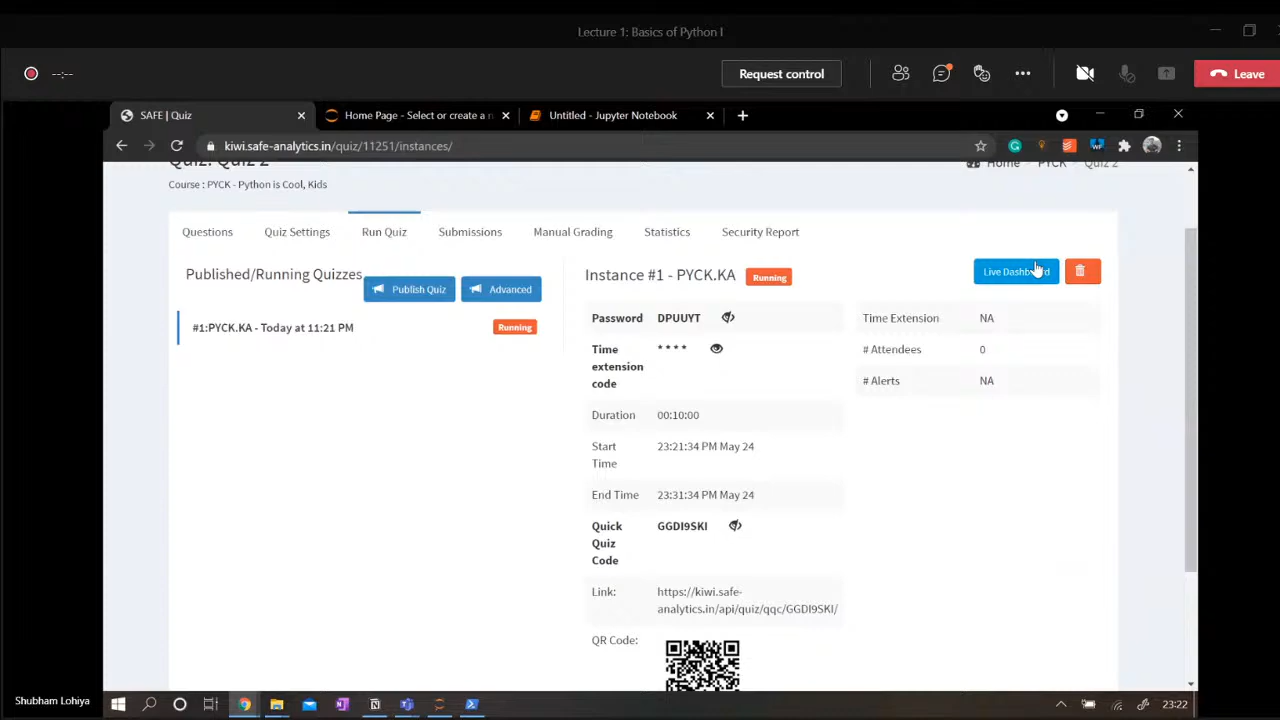 Lecture 1: Basics of Python I
--:--
Request control
Leave
SAFE | Quiz
Home Page - Select or create a n
Untitled - Jupyter Notebook
kiwi.safe-analytics.in/quiz/11251/instances/
Quiz: Quiz 2
Home PYCK Quiz 2
Course : PYCK - Python is Cool, Kids
Questions
Quiz Settings
Run Quiz
Submissions
Manual Grading
Statistics
Security Report
Published/Running Quizzes
Publish Quiz
Advanced
#1:PYCK.KA - Today at 11:21 PM
Running
Instance #1 - PYCK.KA
Running
Live Dashboard
Password DPUUYT
Time extension code ****
Duration 00:10:00
Start Time 23:21:34 PM May 24
End Time 23:31:34 PM May 24
Quick Quiz Code GGDI9SKI
Link: https://kiwi.safe-
analytics.in/api/quiz/qqc/GGDI9SKI/
QR Code:
Time Extension NA
# Attendees 0
# Alerts NA
Shubham Lohiya
23:22